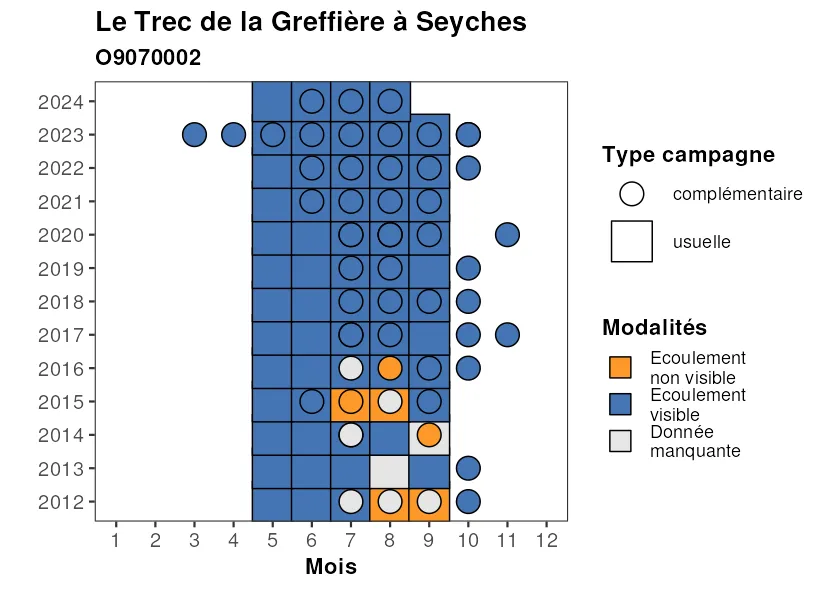 Le Trec de la Greffière à Seyches
O9070002
2024
2023
2022
2021
2020
2019
2018
2017
2016
2015
2014
2013
2012
1 2 3 4 5 6 7 8 9 10 11 12
Mois
Type campagne
complémentaire
usuelle
Modalités
Ecoulement
non visible
Ecoulement
visible
Donnée
manquante